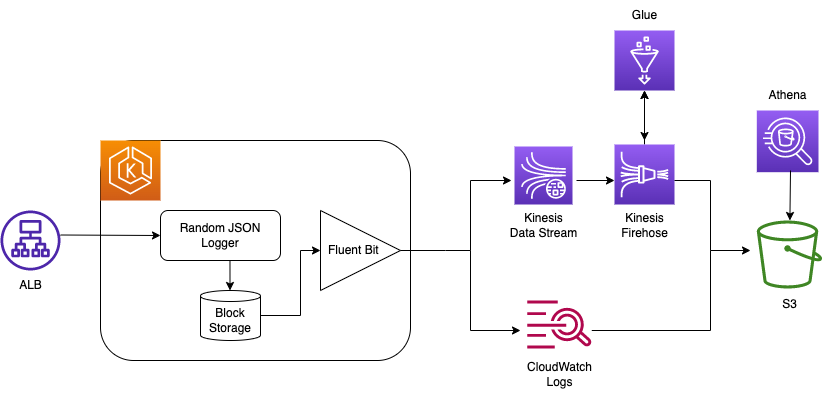 Glue
Athena
K
Random JSON
Logger
Fluent Bit
Kinesis
Data Stream
Kinesis
Firehose
ALB
Block
Storage
S3
CloudWatch
Logs